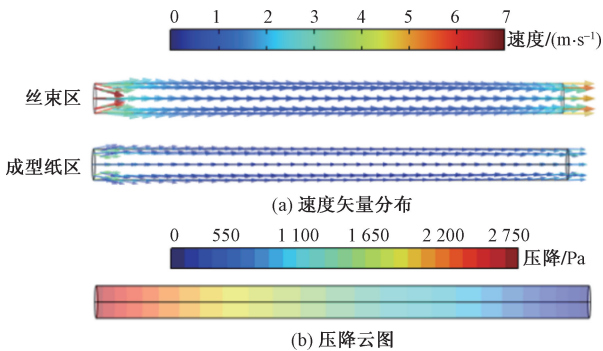 0 1 2 3 4 5 6 7
速度/(m·s⁻¹)
丝束区
成型纸区
(a) 速度矢量分布
0 550 1 100 1 650 2 200 2 750
压降/Pa
(b) 压降云图